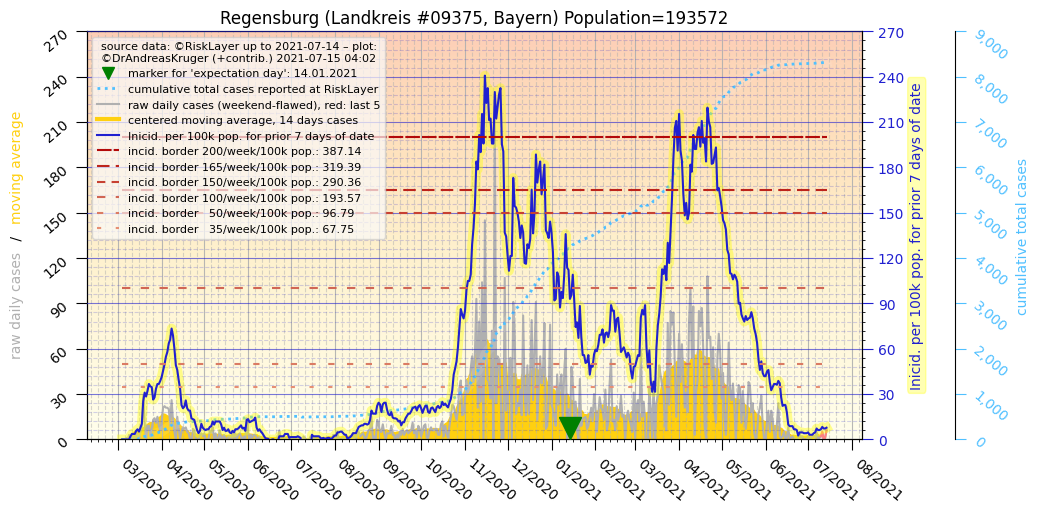 Regensburg (Landkreis #09375, Bayern) Population=193572
source data: ©RiskLayer up to 2021-07-14 – plot:
©DrAndreasKruger (+contrib.) 2021-07-15 04:02
marker for 'expectation day': 14.01.2021
cumulative total cases reported at RiskLayer
raw daily cases (weekend-flawed), red: last 5
centered moving average, 14 days cases
Inicid. per 100k pop. for prior 7 days of date
incid. border 200/week/100k pop.: 387.14
incid. border 165/week/100k pop.: 319.39
incid. border 150/week/100k pop.: 290.36
incid. border 100/week/100k pop.: 193.57
incid. border   50/week/100k pop.: 96.79
incid. border   35/week/100k pop.: 67.75
raw daily cases / moving average
270
240
210
180
150
120
90
60
30
0
270
240
210
180
150
120
90
60
30
0
Inicid. per 100k pop. for prior 7 days of date
9,000
8,000
7,000
6,000
5,000
4,000
3,000
2,000
1,000
0
cumulative total cases
03/2020
04/2020
05/2020
06/2020
07/2020
08/2020
09/2020
10/2020
11/2020
12/2020
01/2021
02/2021
03/2021
04/2021
05/2021
06/2021
07/2021
08/2021